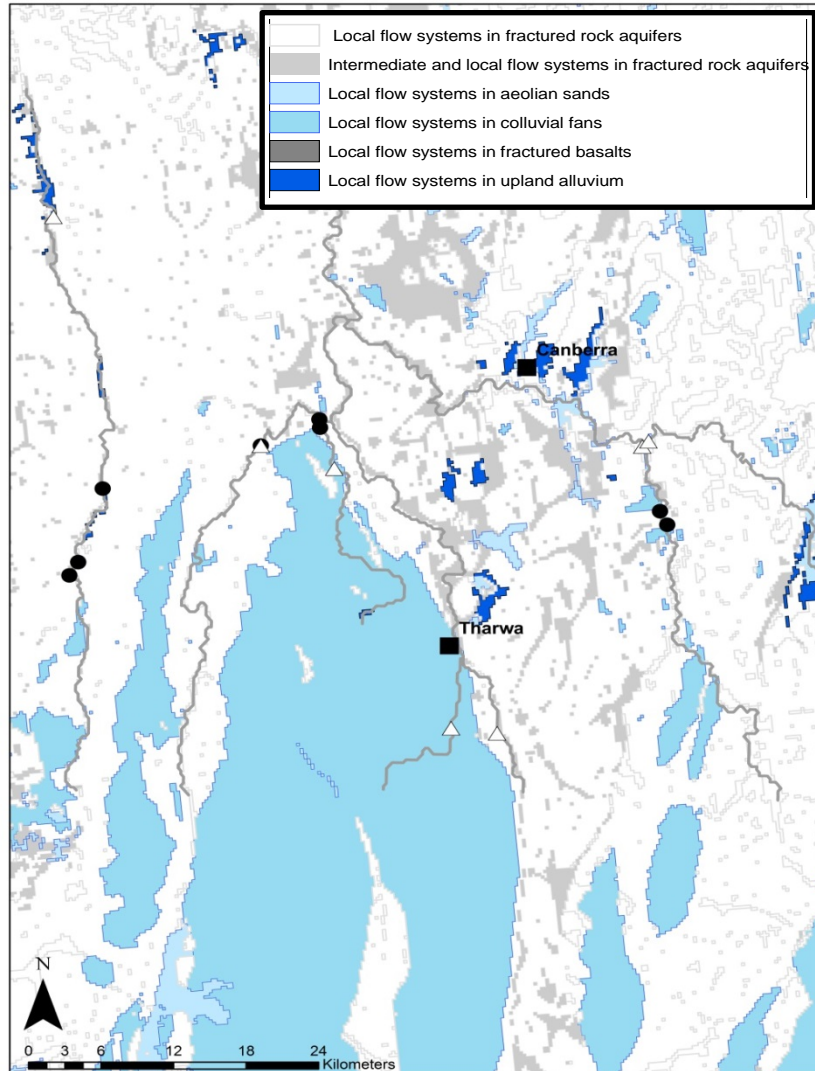 Local flow systems in fractured rock aquifers
Intermediate and local flow systems in fractured rock aquifers
Local flow systems in aeolian sands
Local flow systems in colluvial fans
Local flow systems in fractured basalts
Local flow systems in upland alluvium
Canberra
Tharwa
N
0 3 6 12 18 24
Kilometers